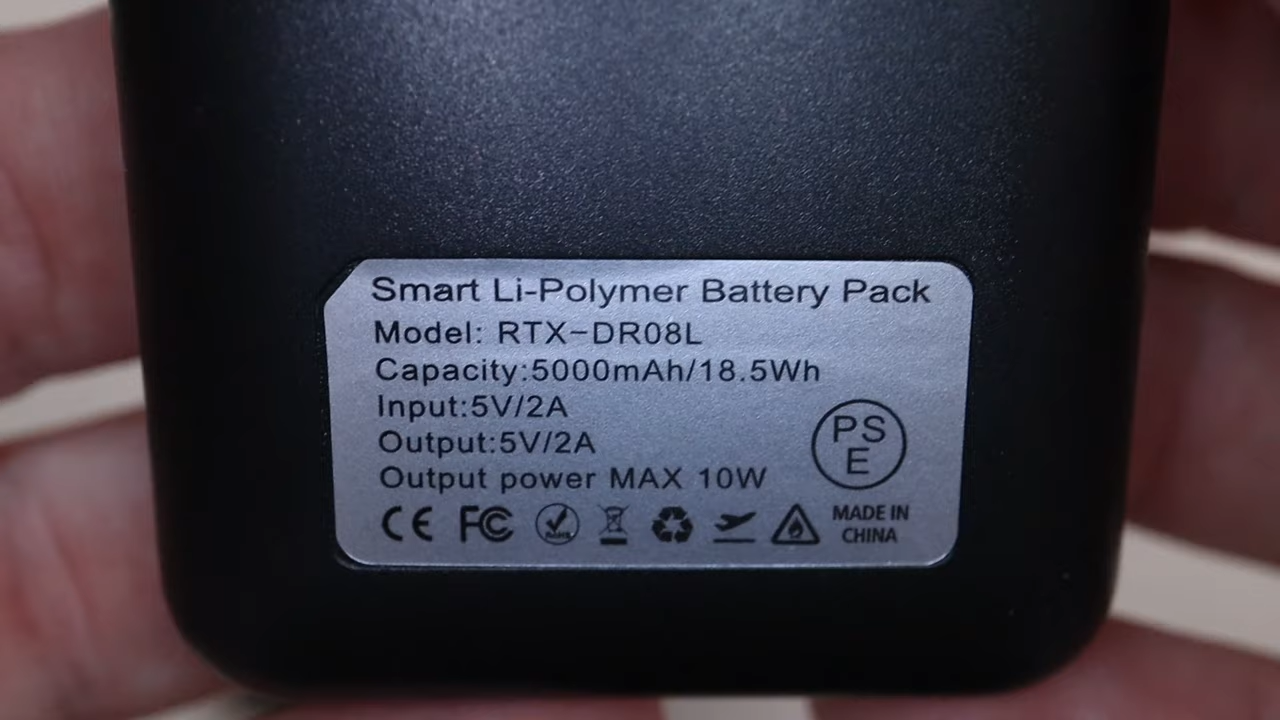 Smart Li-Polymer Battery Pack
Model: RTX-DR08L
Capacity:5000mAh/18.5Wh
Input:5V/2A
Output:5V/2A
Output power MAX 10W
PS
E
CE FC
MADE IN
CHINA